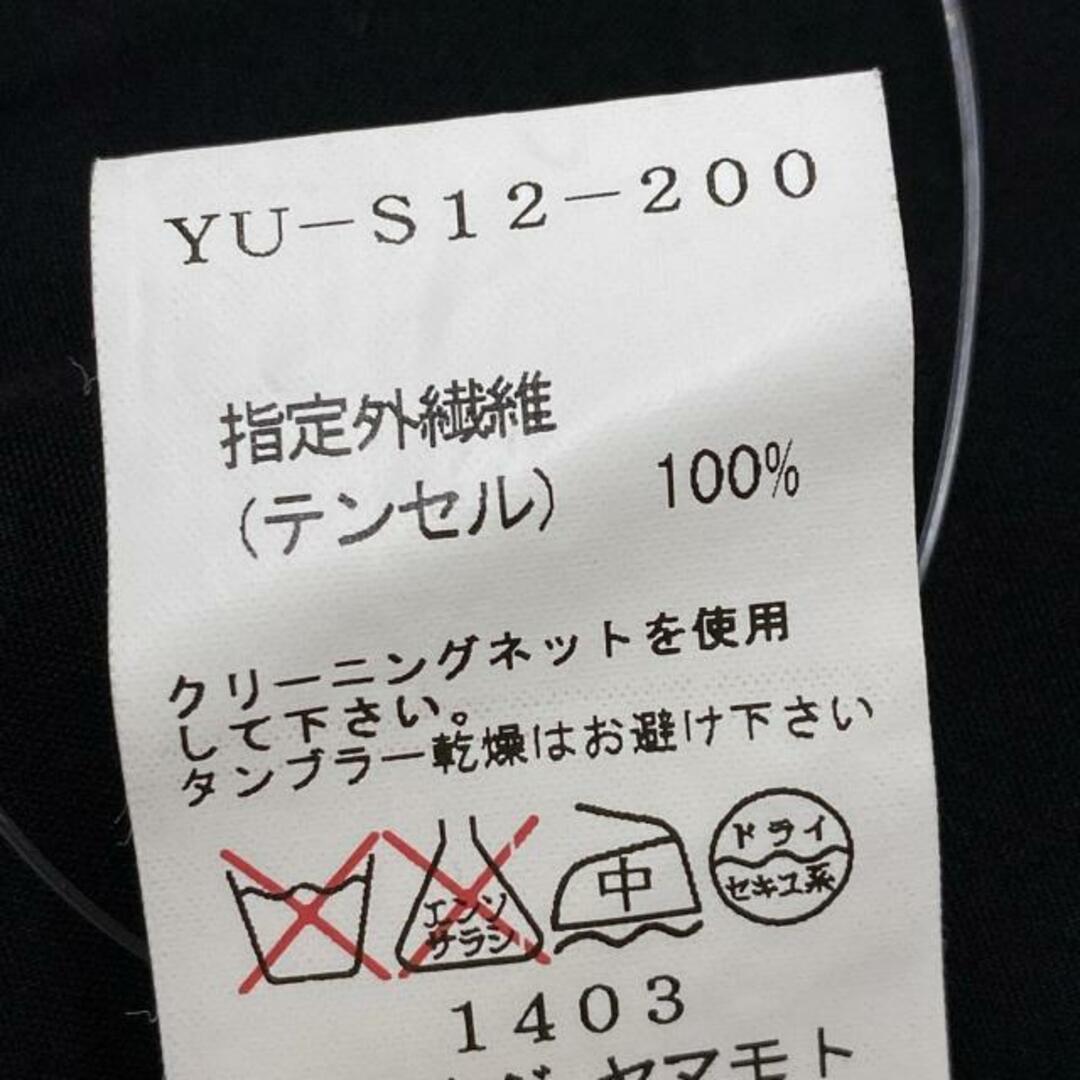 YU-S12-200
指定外繊維
(テンセル) 100%
クリーニングネットを使用
して下さい。
タンブラー乾燥はお避け下さい
エンソ
サラシ
中
ドライ
セキユ系
1403
ヤマモト